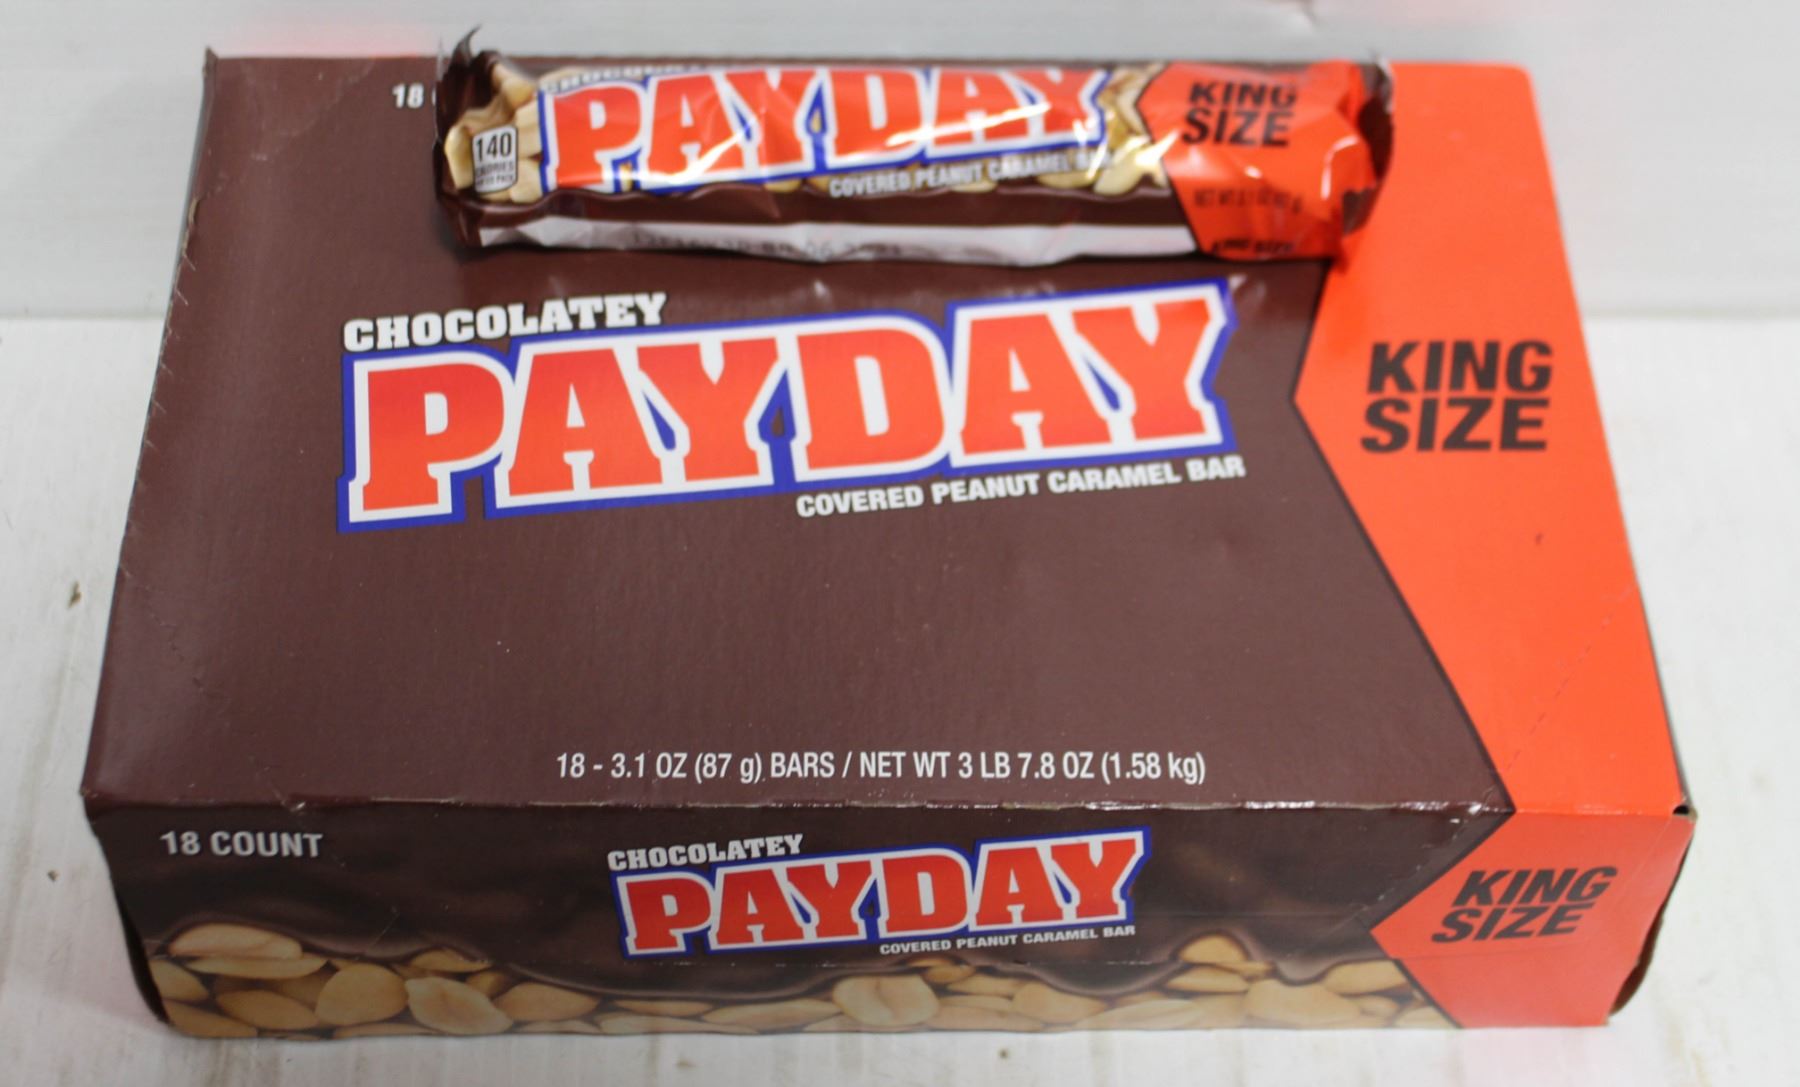 18
PAYDAY
KING
SIZE
140
CALORIES
COVERED PEANUT CARAMEL
CHOCOLATEY
PAYDAY
COVERED PEANUT CARAMEL BAR
KING
SIZE
18 - 3.1 OZ (87 g) BARS / NET WT 3 LB 7.8 OZ (1.58 kg)
18 COUNT
CHOCOLATEY
PAYDAY
COVERED PEANUT CARAMEL BAR
KING
SIZE